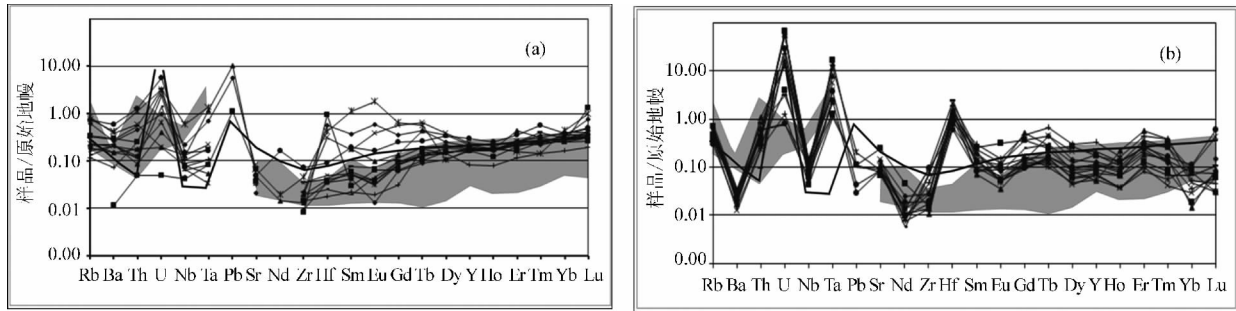 (a)
样品/原始地幔
10.00
1.00
0.10
0.01
0.00
Rb Ba Th U Nb Ta Pb Sr Nd Zr Hf Sm Eu Gd Tb Dy Y Ho Er Tm Yb Lu
(b)
样品/原始地幔
10.00
1.00
0.10
0.01
0.00
Rb Ba Th U Nb Ta Pb Sr Nd Zr Hf Sm Eu Gd Tb Dy Y Ho Er Tm Yb Lu